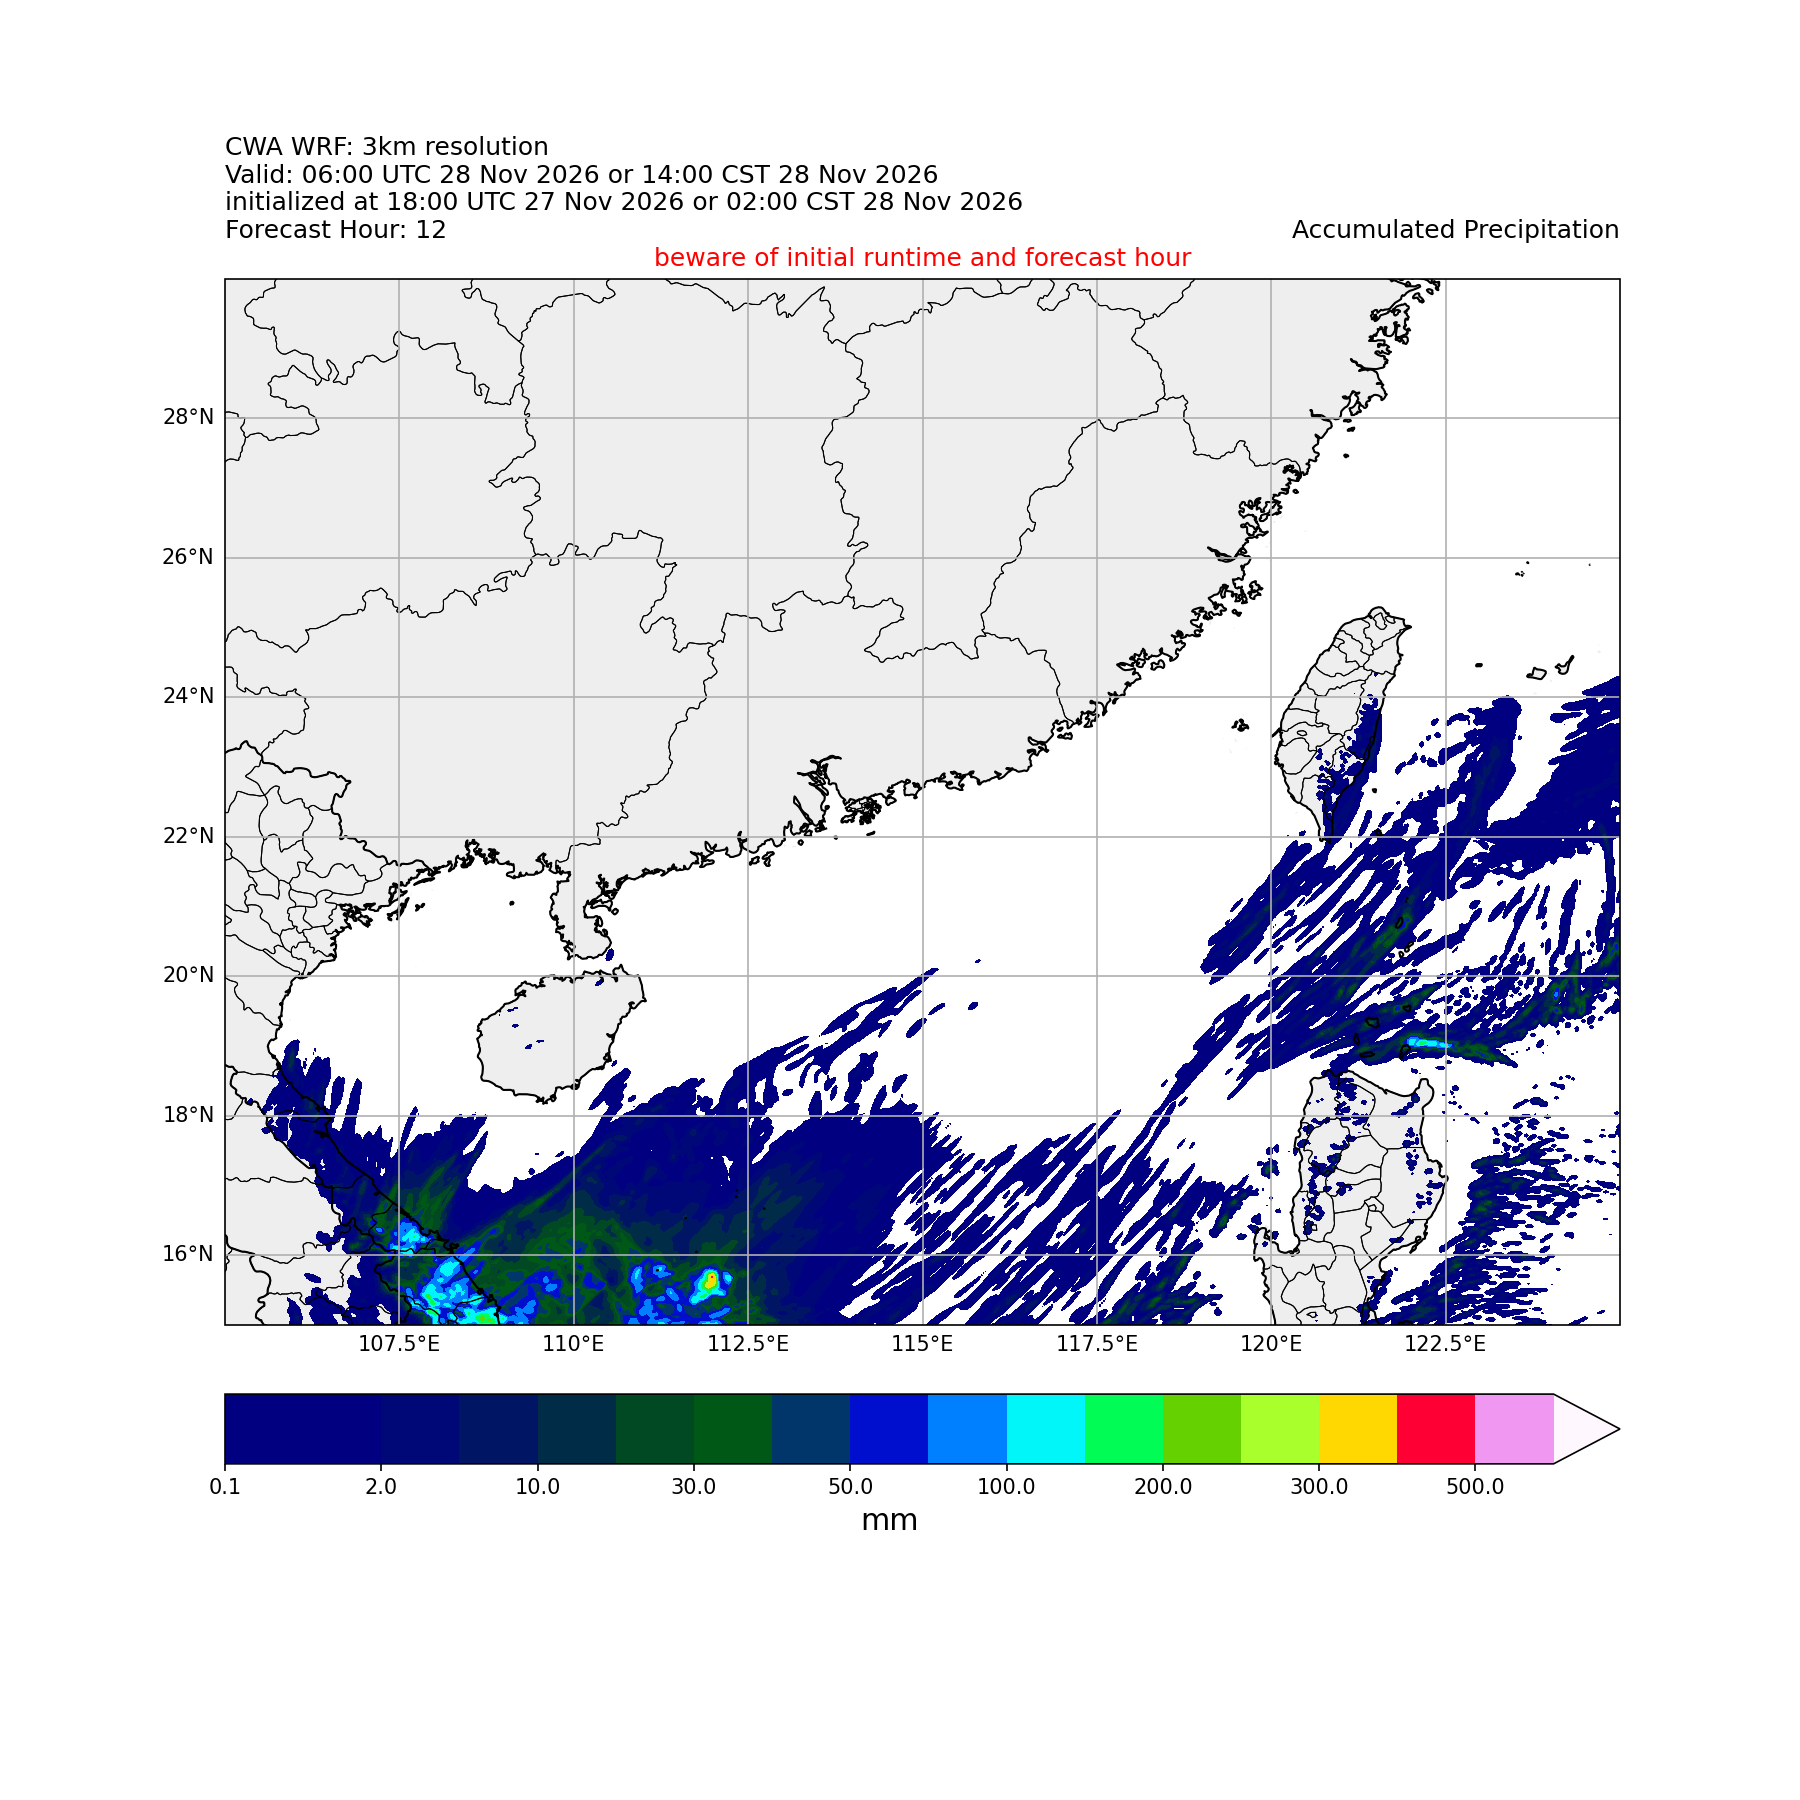 CWA WRF: 3km resolution
Valid: 06:00 UTC 28 Nov 2026 or 14:00 CST 28 Nov 2026
initialized at 18:00 UTC 27 Nov 2026 or 02:00 CST 28 Nov 2026
Forecast Hour: 12
Accumulated Precipitation
beware of initial runtime and forecast hour
28°N
26°N
24°N
22°N
20°N
18°N
16°N
107.5°E 110°E 112.5°E 115°E 117.5°E 120°E 122.5°E
0.1 2.0 10.0 30.0 50.0 100.0 200.0 300.0 500.0
mm